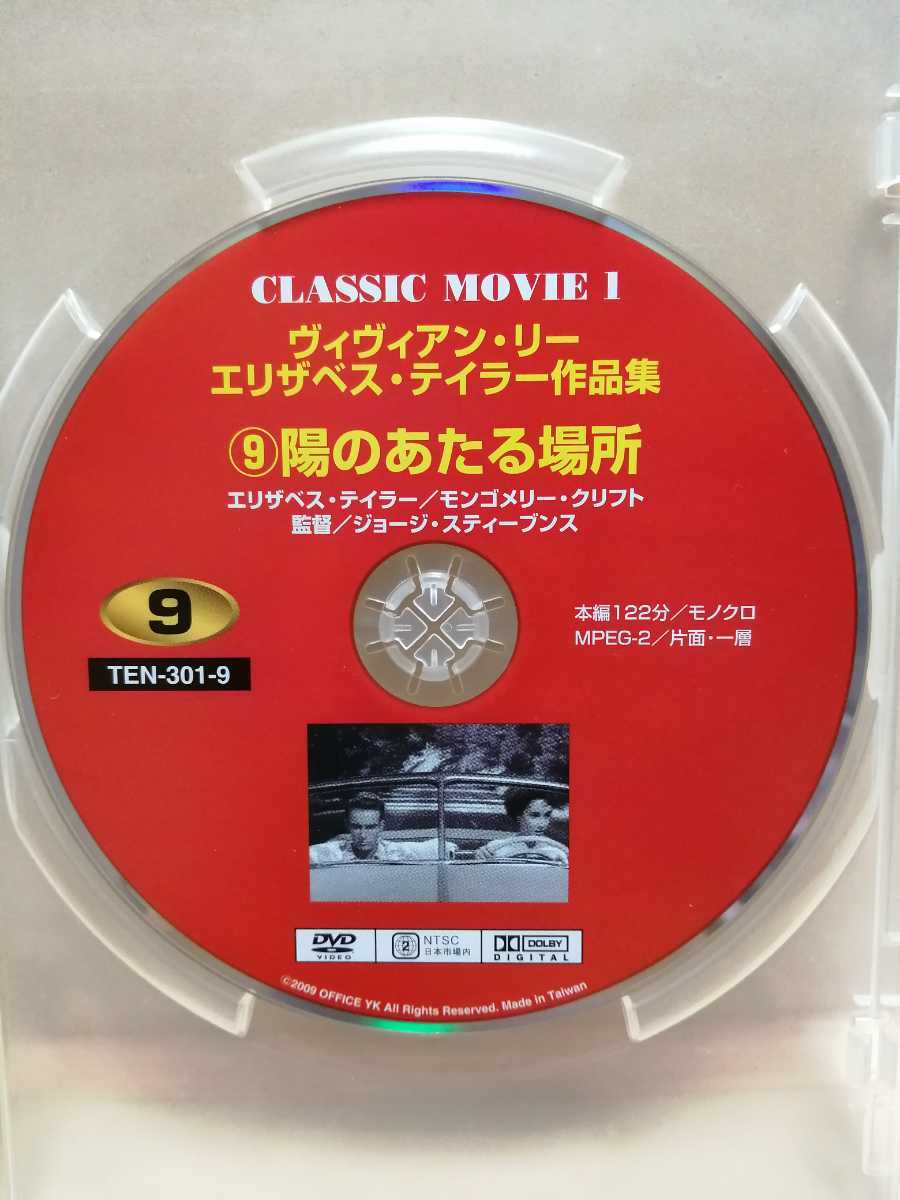 CLASSIC MOVIE 1
ヴィヴィアン・リー
エリザベス・テイラー作品集
⑨陽のあたる場所
エリザベス・テイラー／モンゴメリー・クリフト
監督／ジョージ・スティーブンス
9
TEN-301-9
本編122分／モノクロ
MPEG-2／片面・一層
DVD
VIDEO
2
NTSC
日本市場内
DOLBY
DIGITAL
©2009 OFFICE YK All Rights Reserved. Made in Taiwan